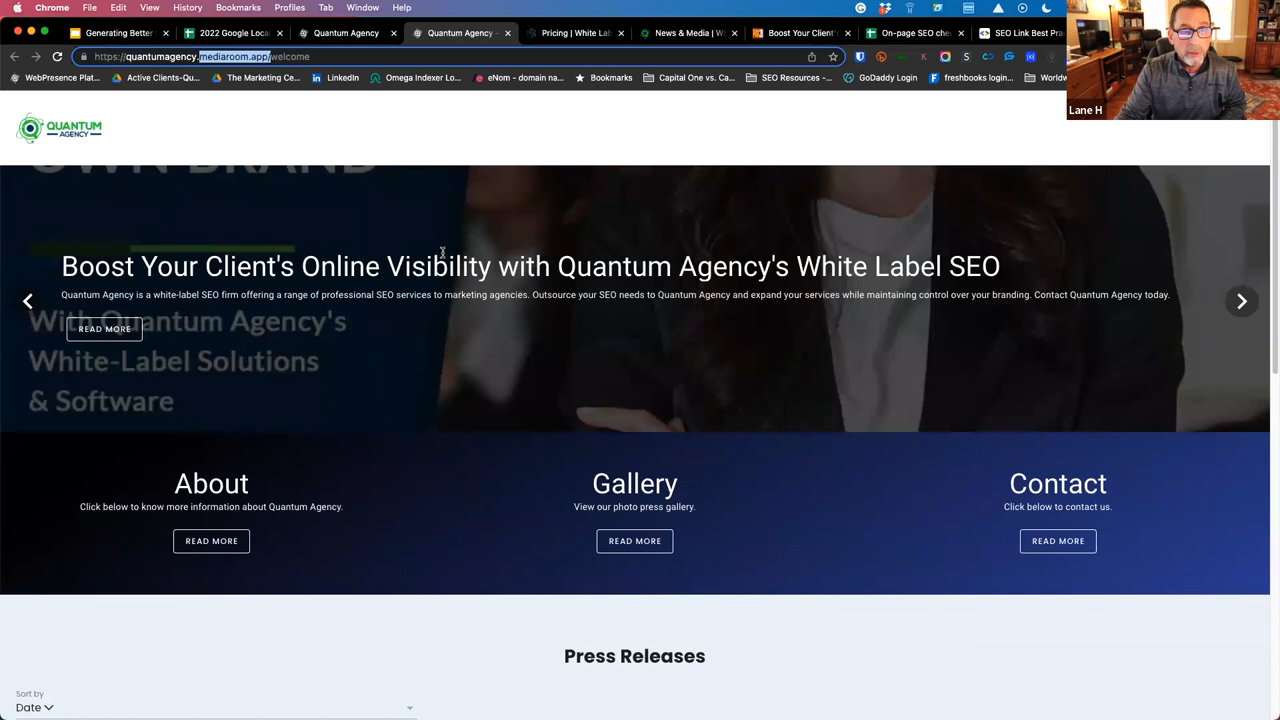 Chrome File Edit View History Bookmarks Profiles Tab Window Help
Generating Better 2022 Google Local Quantum Agency Quantum Agency - Pricing | White Lab News & Media | Wi Boost Your Client's On-page SEO che SEO Link Best Prac
https://quantumagency.mediaroom.app/welcome
WebPresence Plat... Active Clients-Qu... The Marketing Ce... LinkedIn Omega Indexer Lo... eNom - domain na... Bookmarks Capital One vs. Ca... SEO Resources -... GoDaddy Login freshbooks login... Worldw
Lane H
QUANTUM
AGENCY
OWN BRAND
Boost Your Client's Online Visibility with Quantum Agency's White Label SEO
Quantum Agency is a white-label SEO firm offering a range of professional SEO services to marketing agencies. Outsource your SEO needs to Quantum Agency and expand your services while maintaining control over your branding. Contact Quantum Agency today.
With Quantum Agency's
READ MORE
White-Label Solutions
& Software
About Gallery Contact
Click below to know more information about Quantum Agency. View our photo press gallery. Click below to contact us.
READ MORE READ MORE READ MORE
Press Releases
Sort by
Date